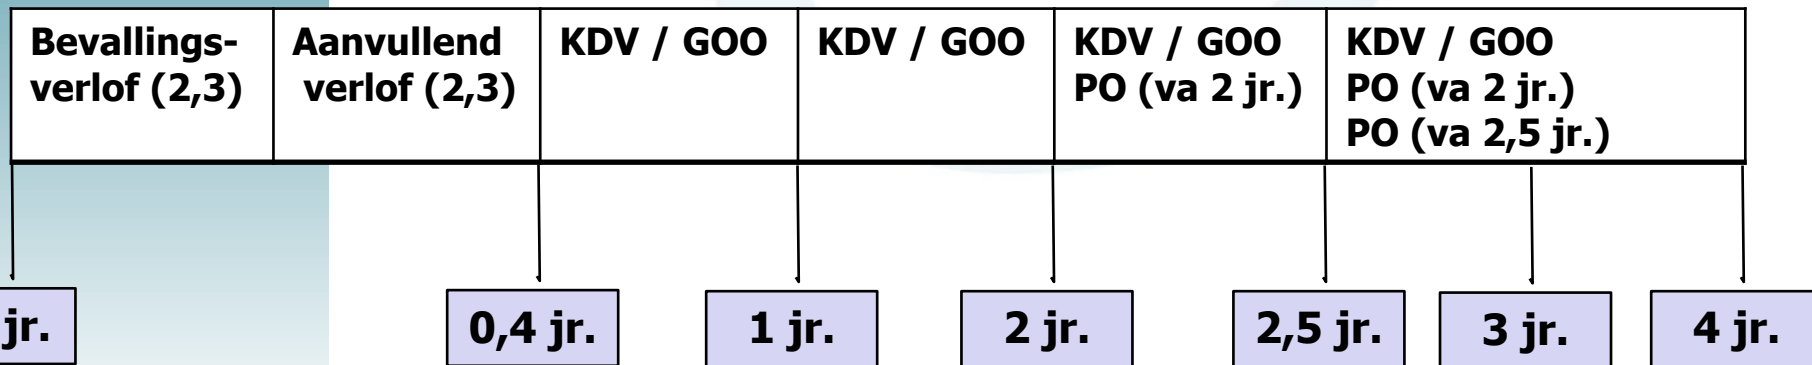 Bevallings-
verlof (2,3)
Aanvullend
verlof (2,3)
KDV / GOO
KDV / GOO
KDV / GOO
PO (va 2 jr.)
KDV / GOO
PO (va 2 jr.)
PO (va 2,5 jr.)
jr.
0,4 jr.
1 jr.
2 jr.
2,5 jr.
3 jr.
4 jr.